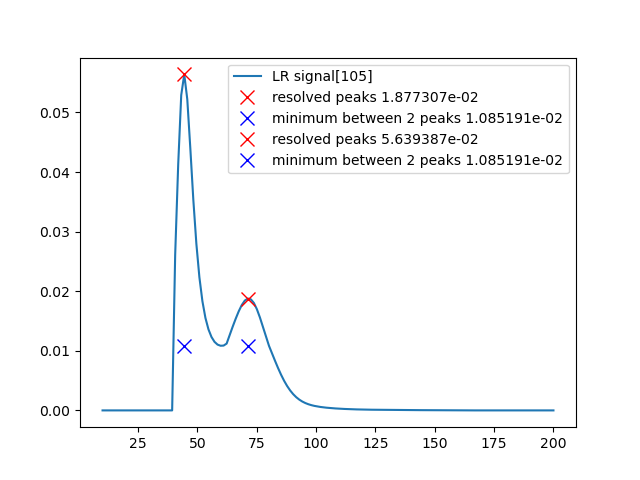 LR signal[105]
resolved peaks 1.877307e-02
minimum between 2 peaks 1.085191e-02
resolved peaks 5.639387e-02
minimum between 2 peaks 1.085191e-02
0.05
0.04
0.03
0.02
0.01
0.00
25 50 75 100 125 150 175 200